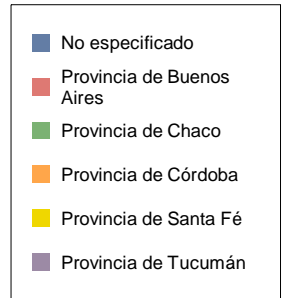 No especificado
Provincia de Buenos
Aires
Provincia de Chaco
Provincia de Córdoba
Provincia de Santa Fé
Provincia de Tucumán